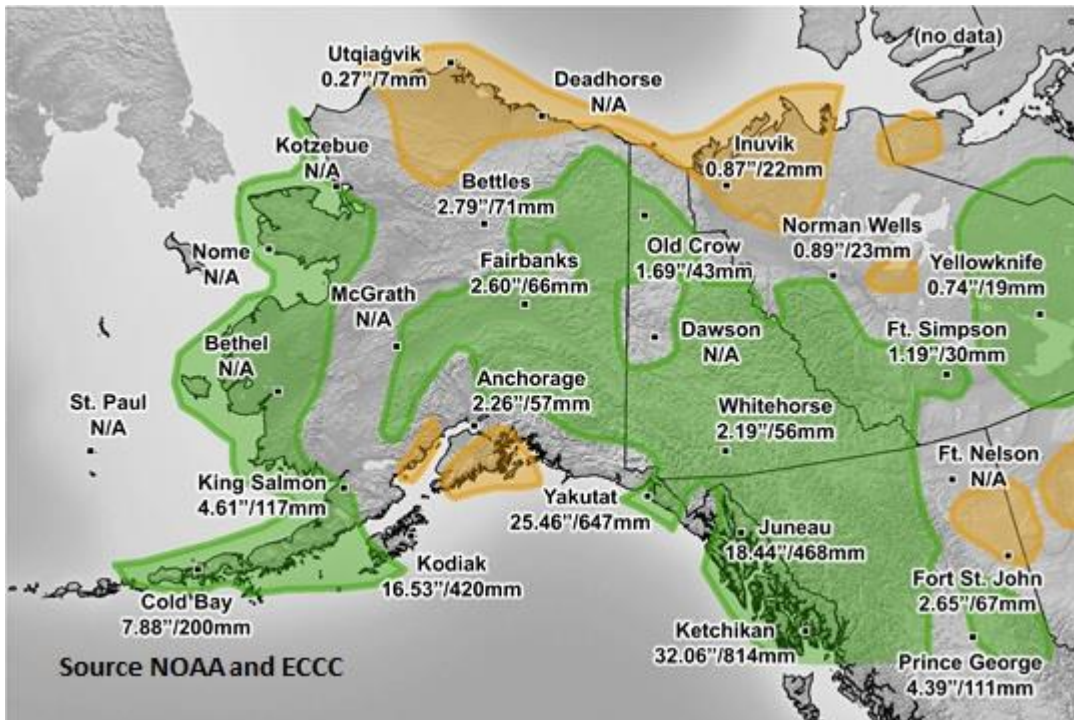 (no data)
Utqiaġvik
0.27”/7mm
Deadhorse
N/A
Kotzebue
N/A
Inuvik
0.87”/22mm
Bettles
2.79”/71mm
Nome
N/A
Old Crow
1.69”/43mm
Norman Wells
0.89”/23mm
Yellowknife
0.74”/19mm
Fairbanks
2.60”/66mm
McGrath
N/A
Dawson
N/A
Ft. Simpson
1.19”/30mm
Bethel
N/A
St. Paul
N/A
Anchorage
2.26”/57mm
Whitehorse
2.19”/56mm
Ft. Nelson
N/A
King Salmon
4.61”/117mm
Yakutat
25.46”/647mm
Juneau
18.44”/468mm
Kodiak
16.53”/420mm
Fort St. John
2.65”/67mm
Cold Bay
7.88”/200mm
Ketchikan
32.06”/814mm
Prince George
4.39”/111mm
Source NOAA and ECCC